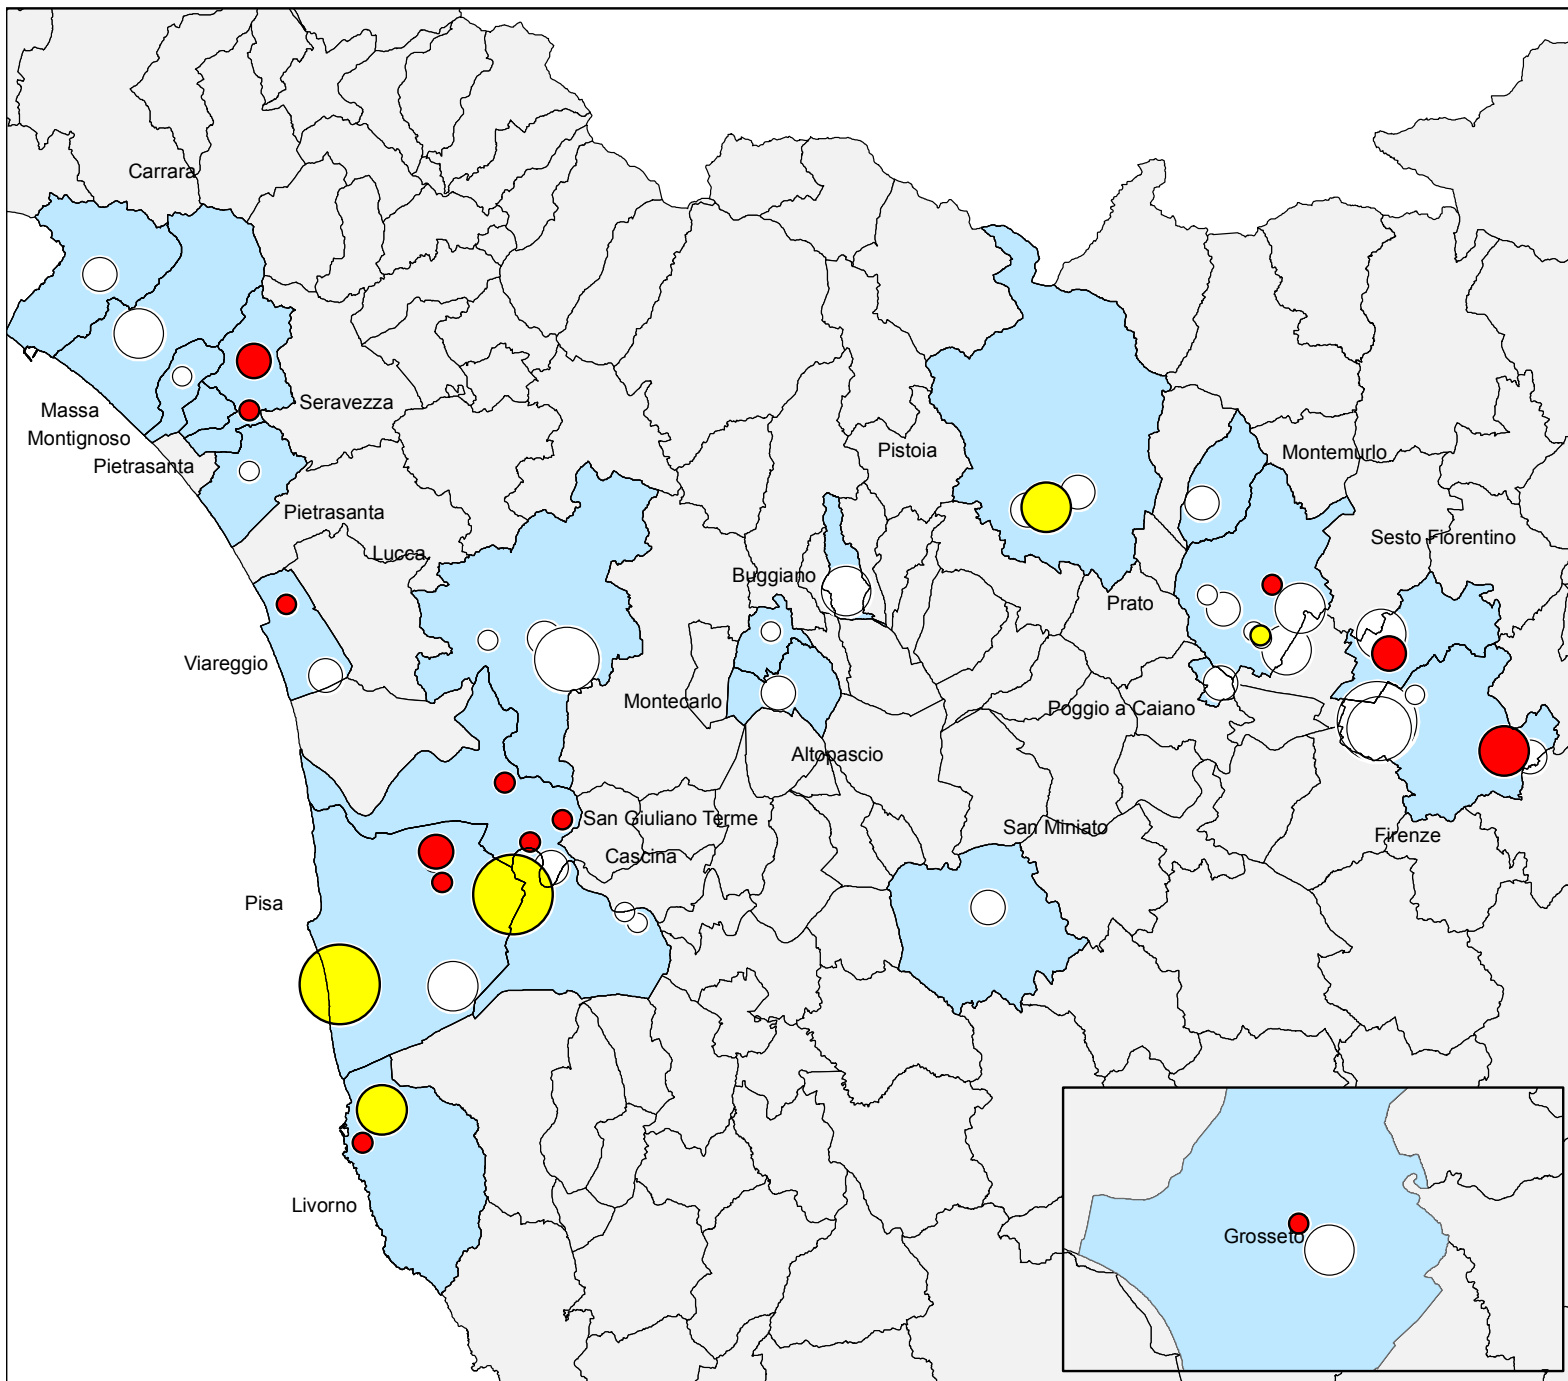 Carrara
Massa
Seravezza
Montignoso
Pietrasanta
Pistoia
Montemurlo
Pietrasanta
Sesto Fiorentino
Lucca
Buggiano
Prato
Viareggio
Montecarlo
Poggio a Caiano
Altopascio
San Giuliano Terme
San Miniato
Firenze
Cascina
Pisa
Livorno
Grosseto